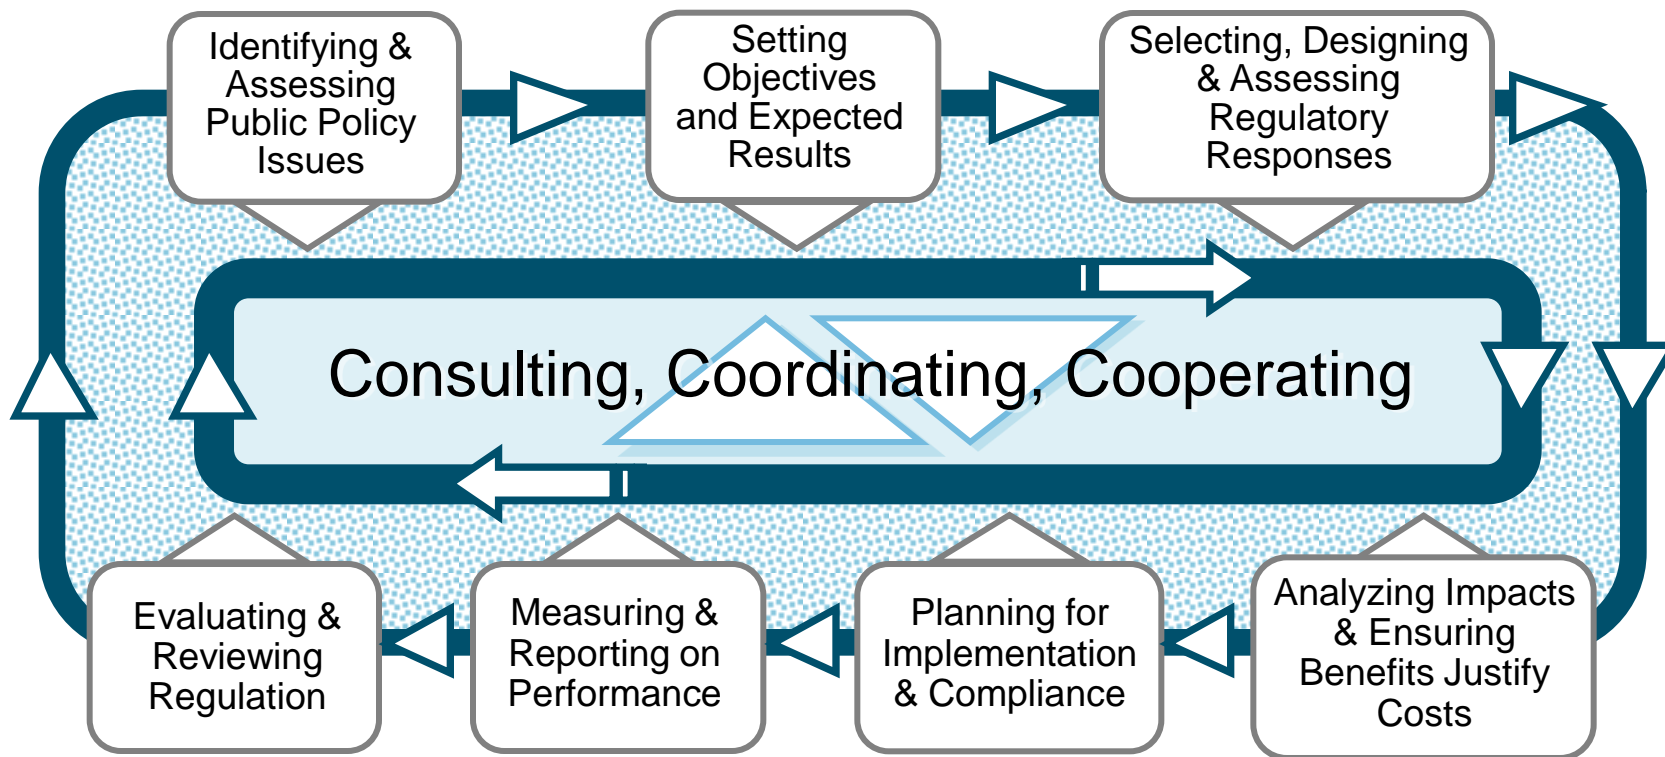 Identifying &
Assessing
Public Policy
Issues
Setting
Objectives
and Expected
Results
Selecting, Designing
& Assessing
Regulatory
Responses
Consulting, Coordinating, Cooperating
Evaluating &
Reviewing
Regulation
Measuring &
Reporting on
Performance
Planning for
Implementation
& Compliance
Analyzing Impacts
& Ensuring
Benefits Justify
Costs